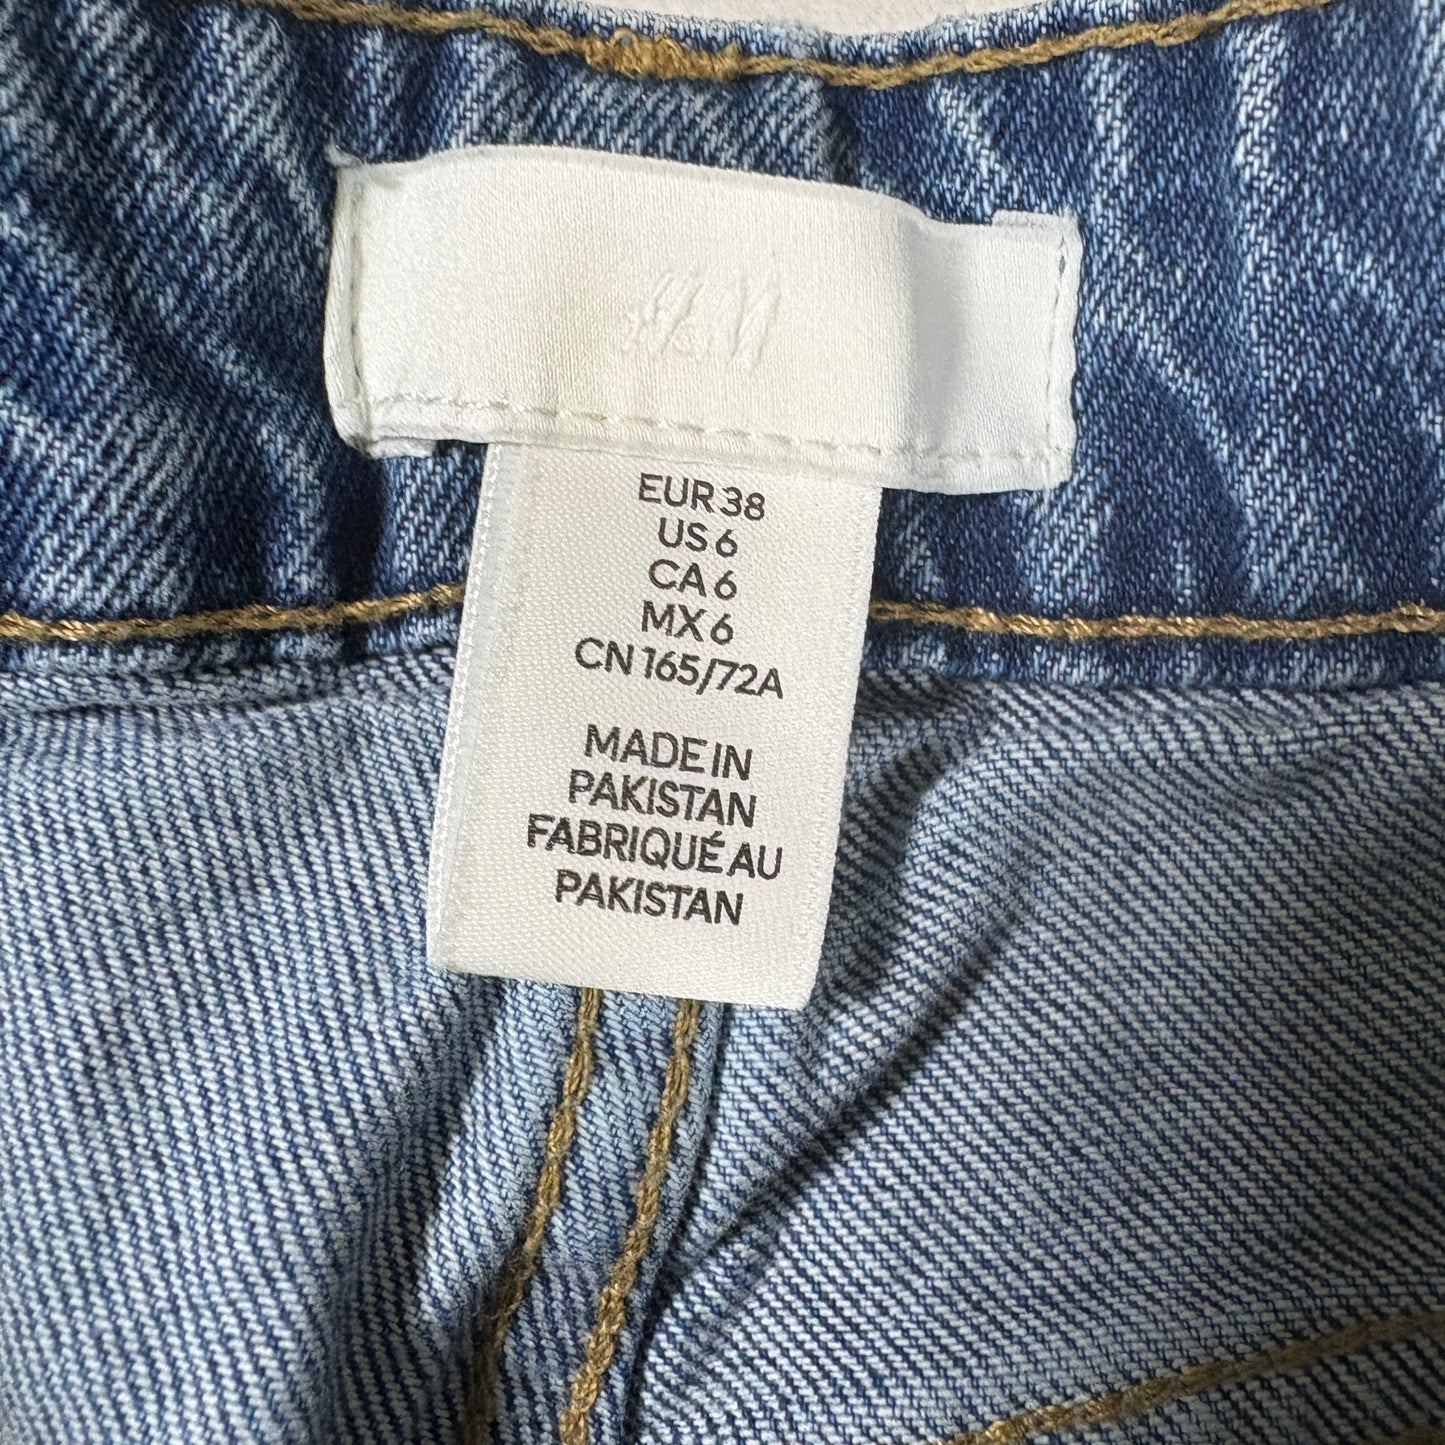 H&M
EUR 38
US 6
CA 6
MX 6
CN 165/72A
MADE IN
PAKISTAN
FABRIQUÉ AU
PAKISTAN